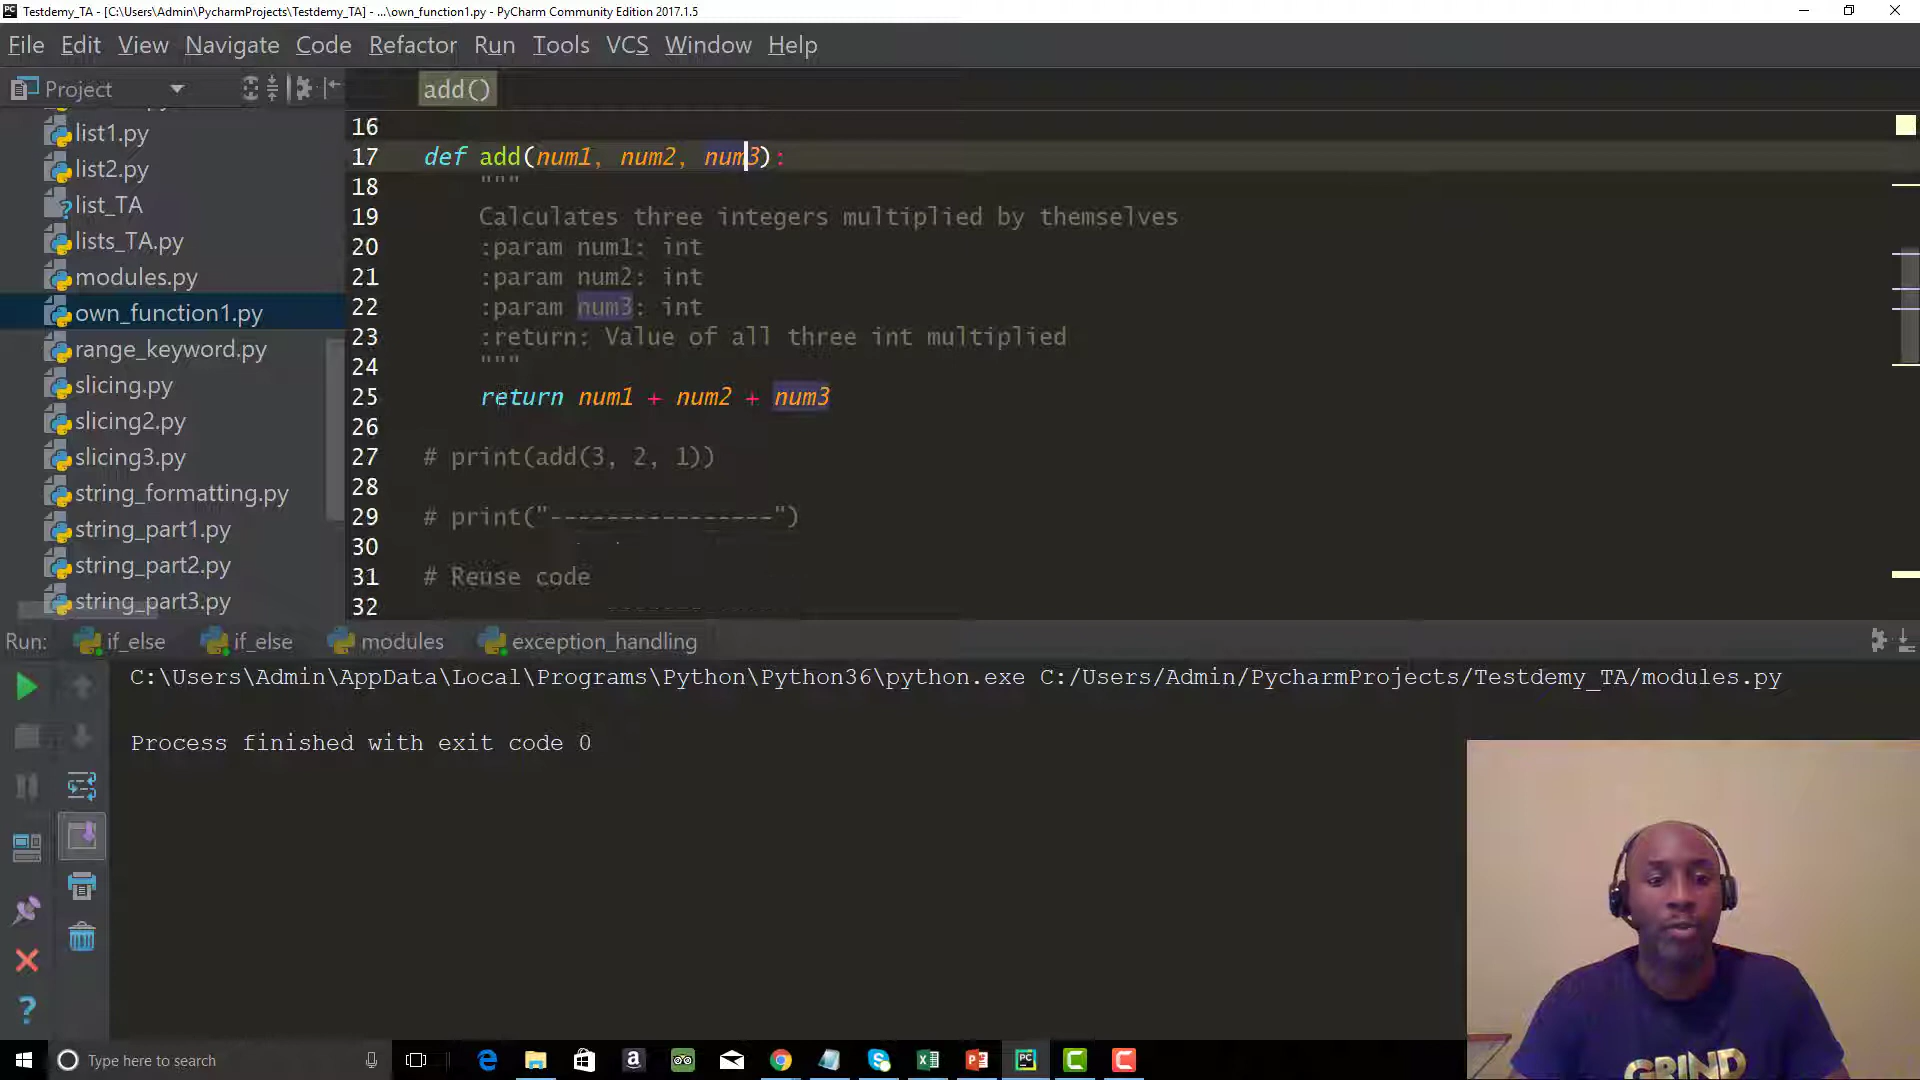 Testdemy_TA - [C:\Users\Admin\PycharmProjects\Testdemy_TA] - ...\own_function1.py - PyCharm Community Edition 2017.1.5
File Edit View Navigate Code Refactor Run Tools VCS Window Help
Project
add()
list1.py
list2.py
list_TA
lists_TA.py
modules.py
own_function1.py
range_keyword.py
slicing.py
slicing2.py
slicing3.py
string_formatting.py
string_part1.py
string_part2.py
string_part3.py
16
17 def add(num1, num2, num3):
18 """
19 Calculates three integers multiplied by themselves
20 :param num1: int
21 :param num2: int
22 :param num3: int
23 :return: Value of all three int multiplied
24 """
25 return num1 + num2 + num3
26
27 # print(add(3, 2, 1))
28
29 # print("----------------")
30
31 # Reuse code
32
Run: if_else if_else modules exception_handling
C:\Users\Admin\AppData\Local\Programs\Python\Python36\python.exe C:/Users/Admin/PycharmProjects/Testdemy_TA/modules.py
Process finished with exit code 0
GRIND
Type here to search